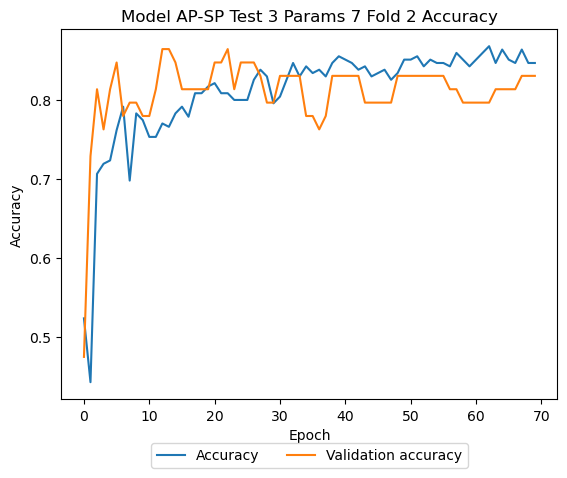 Model AP-SP Test 3 Params 7 Fold 2 Accuracy
Accuracy
0.8
0.7
0.6
0.5
0 10 20 30 40 50 60 70
Epoch
Accuracy Validation accuracy